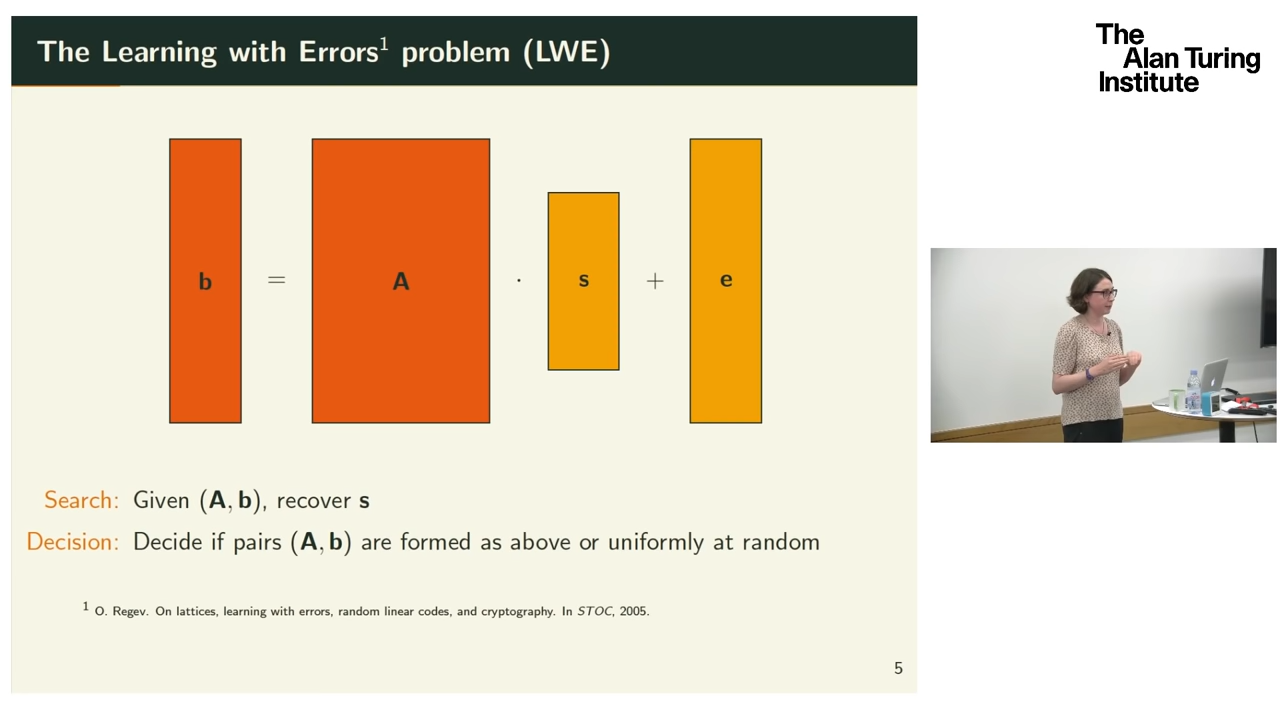 The Learning with Errors¹ problem (LWE)
The
Alan Turing
Institute
b = A · s + e
Search: Given (A, b), recover s
Decision: Decide if pairs (A, b) are formed as above or uniformly at random
¹ O. Regev. On lattices, learning with errors, random linear codes, and cryptography. In STOC, 2005.
5